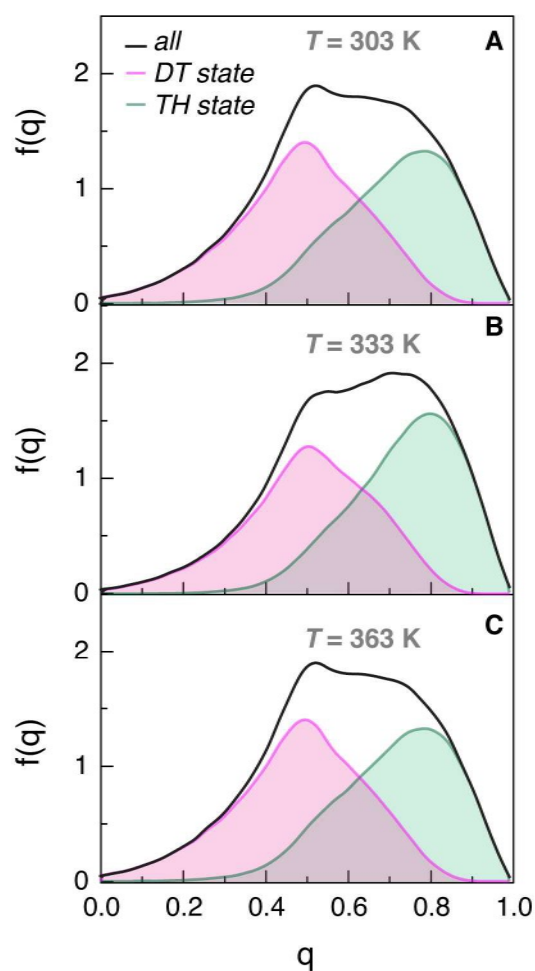 all
DT state
TH state
T = 303 K
A
f(q)
2
1
0
T = 333 K
B
f(q)
2
1
0
T = 363 K
C
f(q)
2
1
0
0.0 0.2 0.4 0.6 0.8 1.0
q